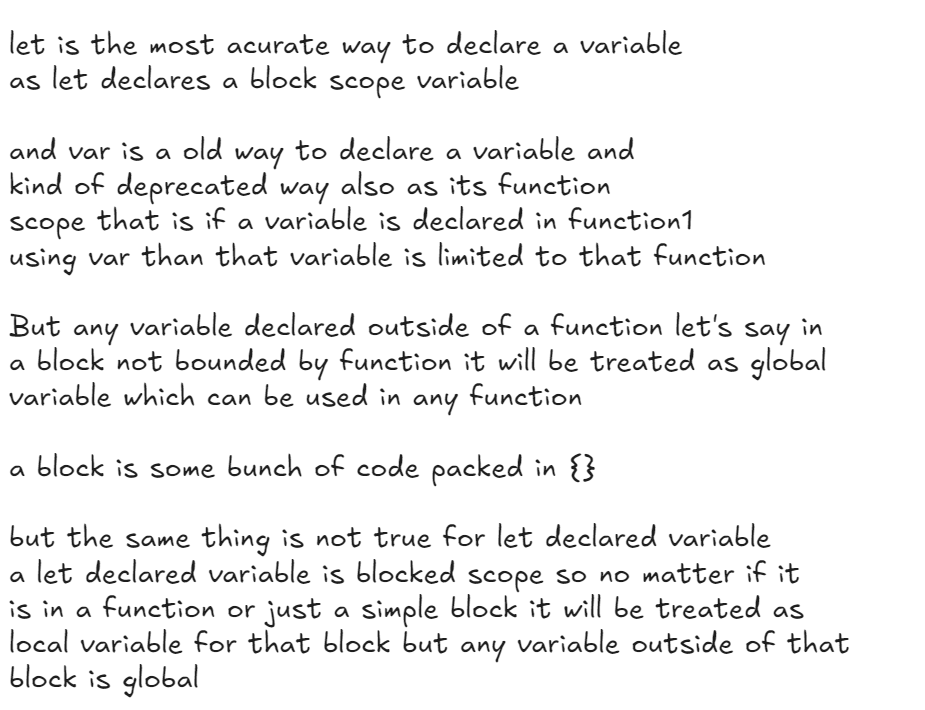 let is the most acurate way to declare a variable
as let declares a block scope variable
and var is a old way to declare a variable and
kind of deprecated way also as its function
scope that is if a variable is declared in function1
using var than that variable is limited to that function
But any variable declared outside of a function let's say in
a block not bounded by function it will be treated as global
variable which can be used in any function
a block is some bunch of code packed in {}
but the same thing is not true for let declared variable
a let declared variable is blocked scope so no matter if it
is in a function or just a simple block it will be treated as
local variable for that block but any variable outside of that
block is global